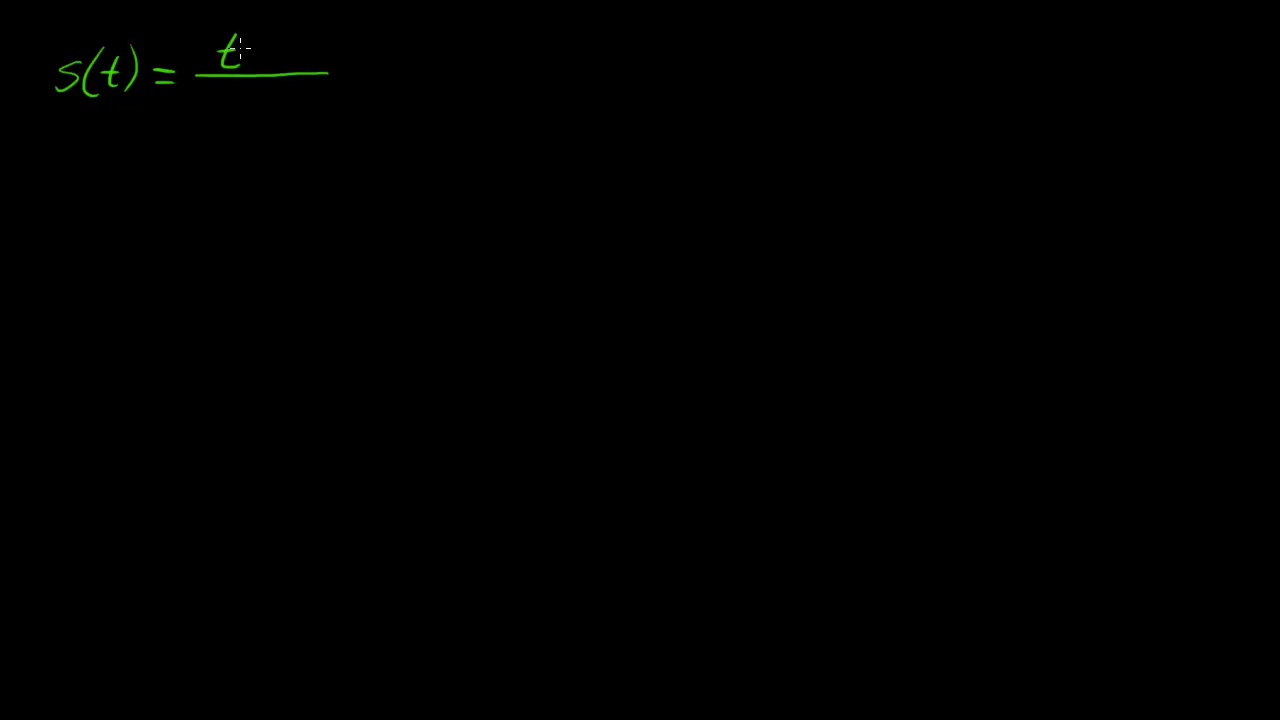 s(t) = t/